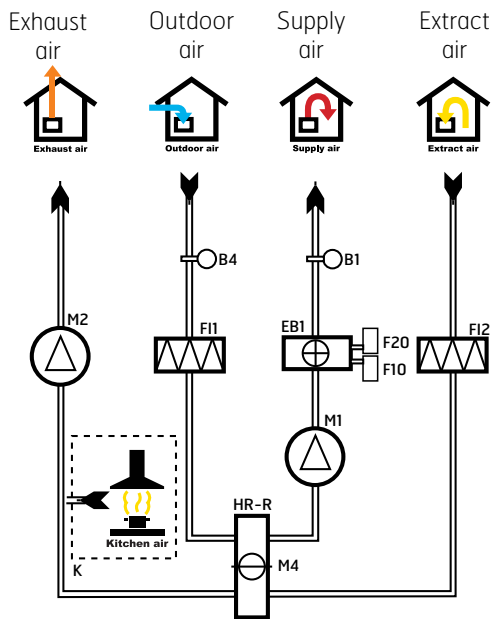 Exhaust air
Outdoor air
Supply air
Extract air
Exhaust air
Outdoor air
Supply air
Extract air
B4
B1
M2
FI1
EB1
F20
F10
FI2
M1
HR-R
M4
Kitchen air
K